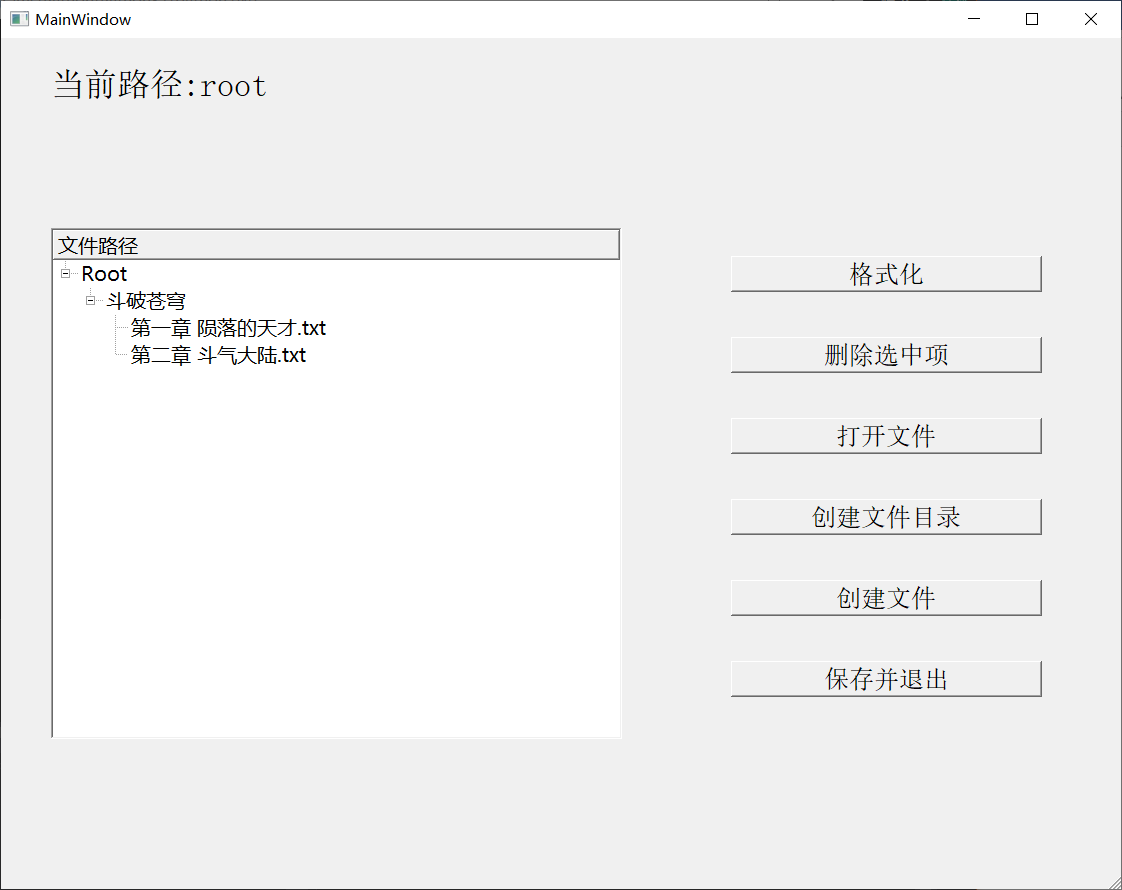 MainWindow
当前路径:root
文件路径
Root
斗破苍穹
第一章 陨落的天才.txt
第二章 斗气大陆.txt
格式化
删除选中项
打开文件
创建文件目录
创建文件
保存并退出